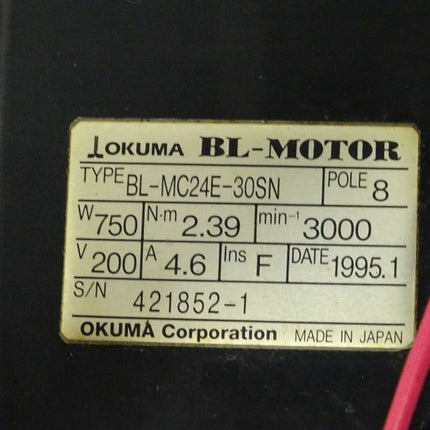 OKUMA BL-MOTOR
TYPE BL-MC24E-30SN POLE 8
W 750 N·m 2.39 min⁻¹ 3000
V 200 A 4.6 Ins F DATE 1995.1
S/N 421852-1
OKUMA Corporation MADE IN JAPAN